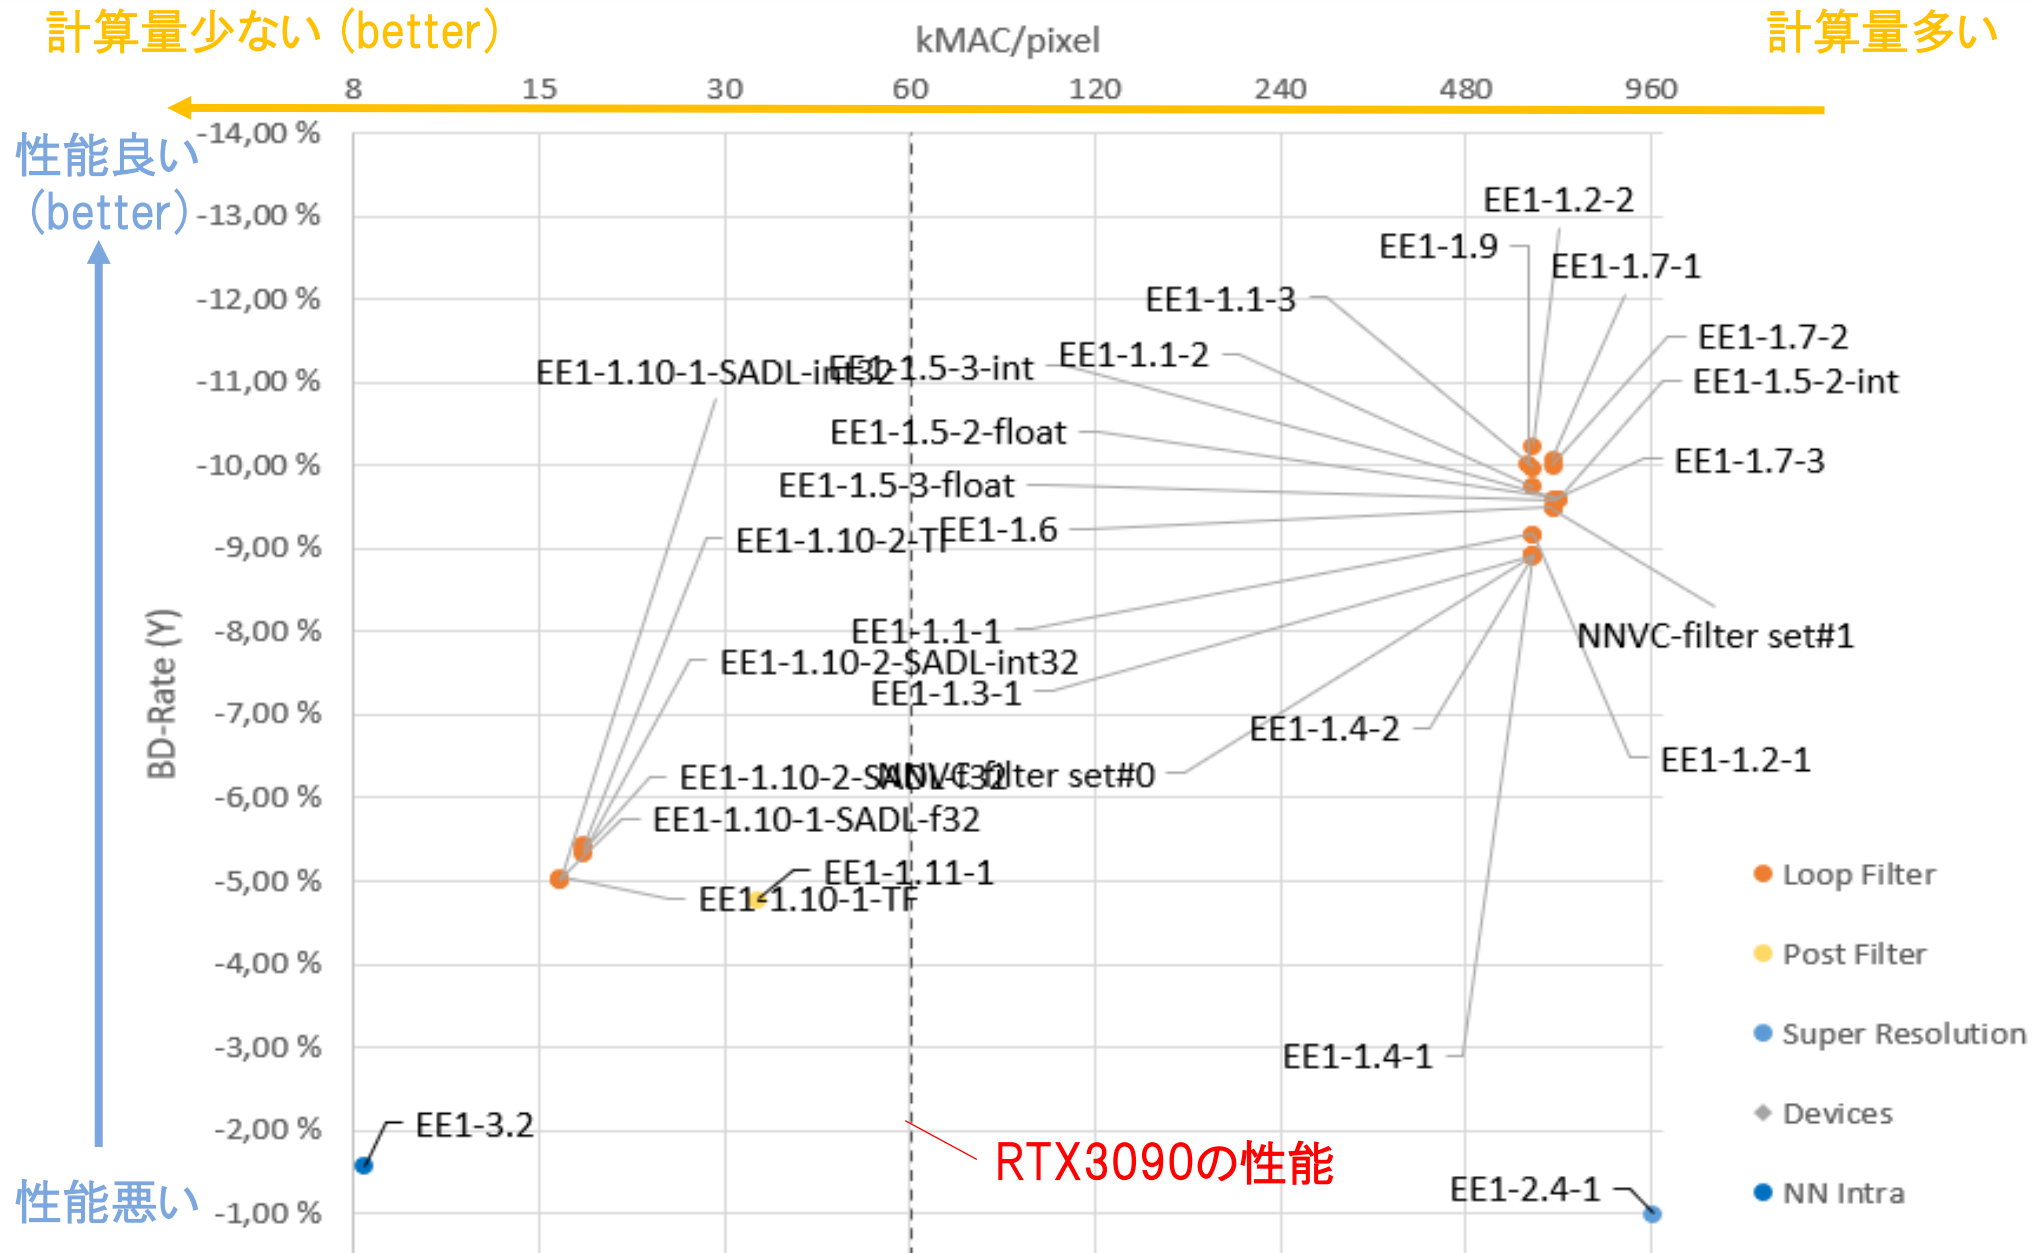 計算量少ない (better)
kMAC/pixel
計算量多い
8 15 30 60 120 240 480 960
性能良い
(better)
-14,00 %
-13,00 %
-12,00 %
-11,00 %
-10,00 %
-9,00 %
-8,00 %
-7,00 %
-6,00 %
-5,00 %
-4,00 %
-3,00 %
-2,00 %
-1,00 %
BD-Rate (Y)
性能悪い
EE1-1.2-2
EE1-1.9
EE1-1.7-1
EE1-1.1-3
EE1-1.7-2
EE1-1.1-2
EE1-1.5-3-int
EE1-1.10-1-SADL-int32
EE1-1.5-2-int
EE1-1.5-2-float
EE1-1.7-3
EE1-1.5-3-float
EE1-1.6
EE1-1.10-2-TF
EE1-1.1-1
NNVC-filter set#1
EE1-1.10-2-SADL-int32
EE1-1.3-1
EE1-1.4-2
EE1-1.2-1
EE1-1.10-2-SADL-f32
NNVC-filter set#0
EE1-1.10-1-SADL-f32
EE1-1.11-1
EE1-1.10-1-TF
EE1-1.4-1
EE1-3.2
RTX3090の性能
EE1-2.4-1
Loop Filter
Post Filter
Super Resolution
Devices
NN Intra